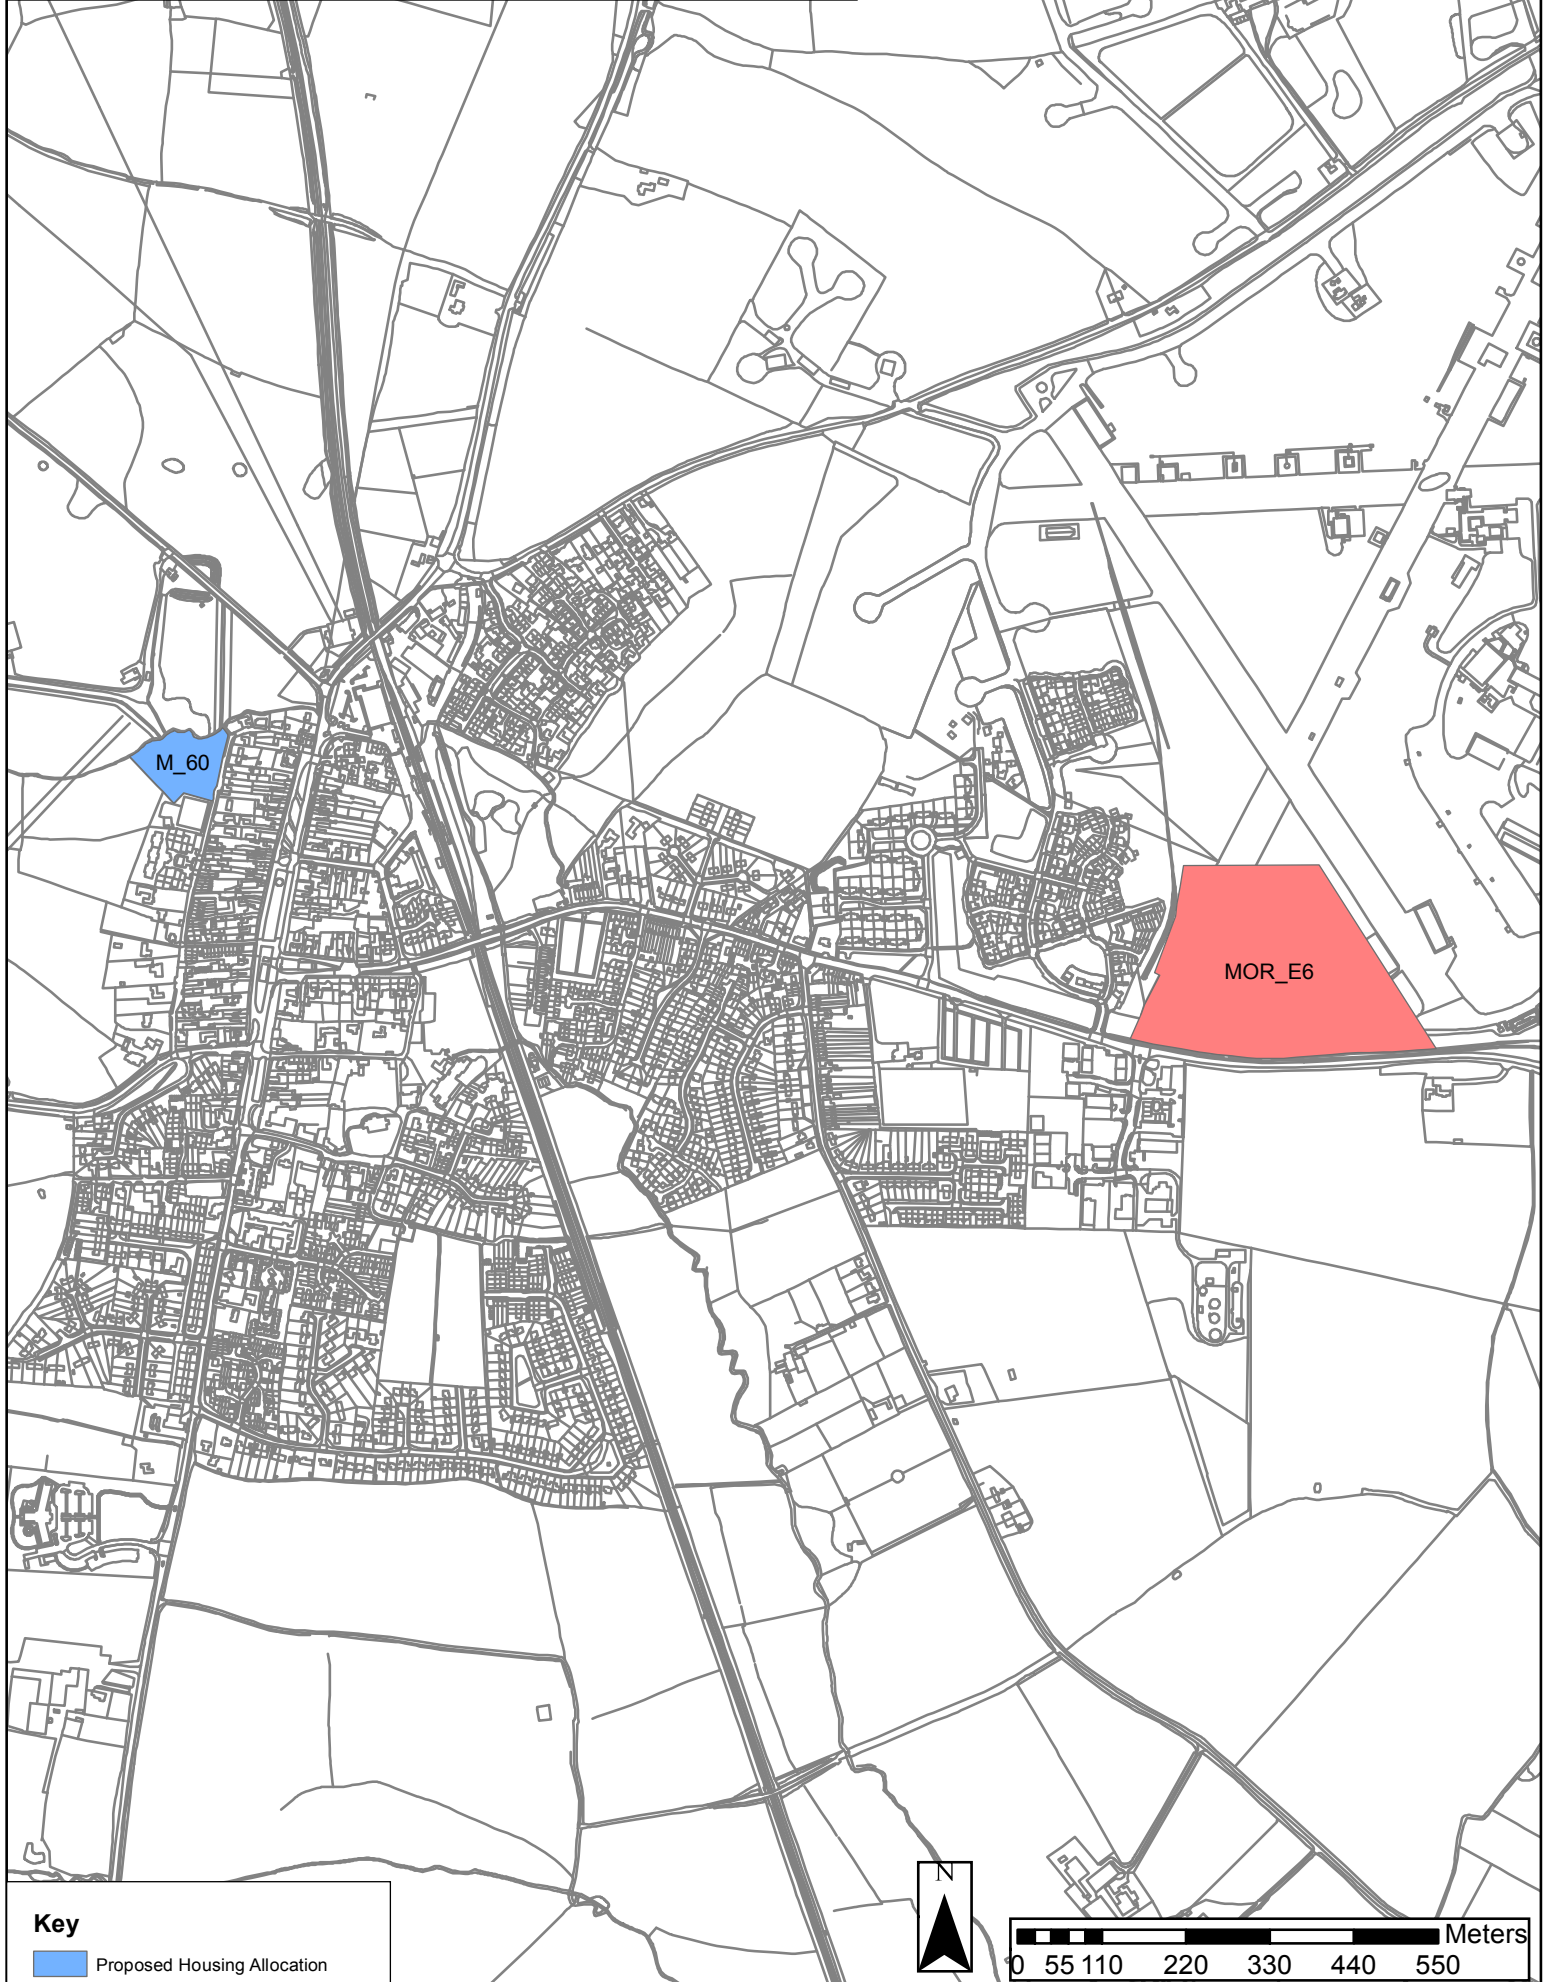 M_60
MOR_E6
Key
Proposed Housing Allocation
N
Meters
0 55 110 220 330 440 550